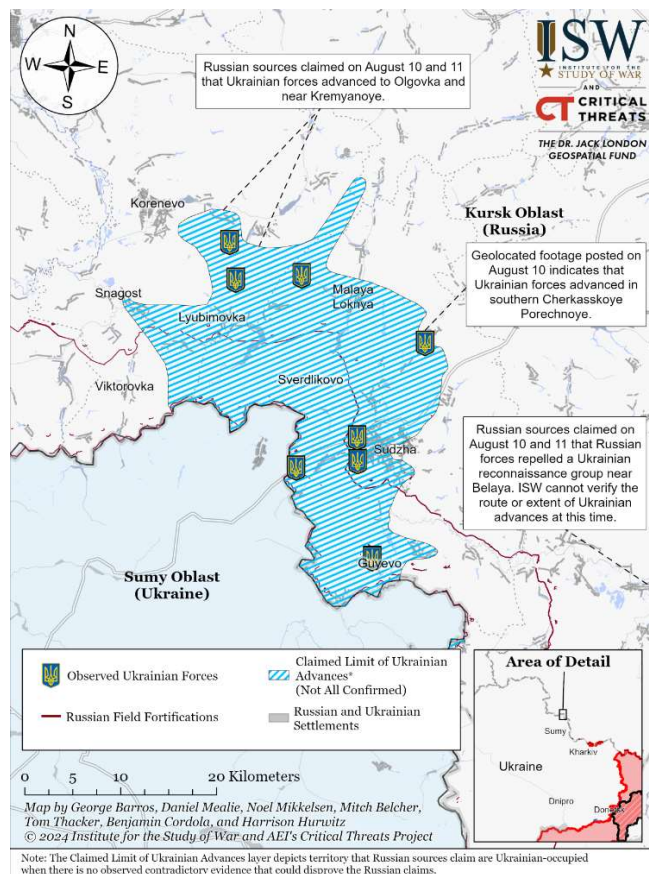 N
W E
S
Russian sources claimed on August 10 and 11
that Ukrainian forces advanced to Olgovka and
near Kremyanoye.
ISW
INSTITUTE FOR THE
STUDY OF WAR
AND
CT CRITICAL
THREATS
THE DR. JACK LONDON
GEOSPATIAL FUND
Korenevo
Kursk Oblast
(Russia)
Geolocated footage posted on
August 10 indicates that
Ukrainian forces advanced in
southern Cherkasskoye
Porechnoye.
Snagost
Malaya
Loknya
Lyubimovka
Viktorovka
Sverdlikovo
Sudzha
Russian sources claimed on
August 10 and 11 that Russian
forces repelled a Ukrainian
reconnaissance group near
Belaya. ISW cannot verify the
route or extent of Ukrainian
advances at this time.
Guyevo
Sumy Oblast
(Ukraine)
Observed Ukrainian Forces
Claimed Limit of Ukrainian
Advances*
(Not All Confirmed)
Russian Field Fortifications
Russian and Ukrainian
Settlements
Area of Detail
Sumy
Kharkiv
Ukraine
Dnipro
0 5 10 20 Kilometers
Map by George Barros, Daniel Mealie, Noel Mikkelsen, Mitch Belcher,
Tom Thacker, Benjamin Cordola, and Harrison Hurwitz
© 2024 Institute for the Study of War and AEI's Critical Threats Project
Note: The Claimed Limit of Ukrainian Advances layer depicts territory that Russian sources claim are Ukrainian-occupied
when there is no observed contradictory evidence that could disprove the Russian claims.